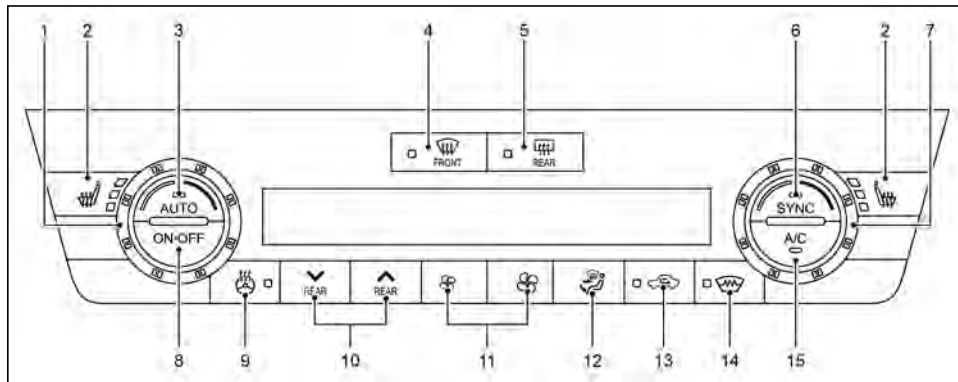 1 2 3 4 5 6 2 7
FRONT REAR
AUTO SYNC
ON•OFF A/C
REAR REAR
8 9 10 11 12 13 14 15